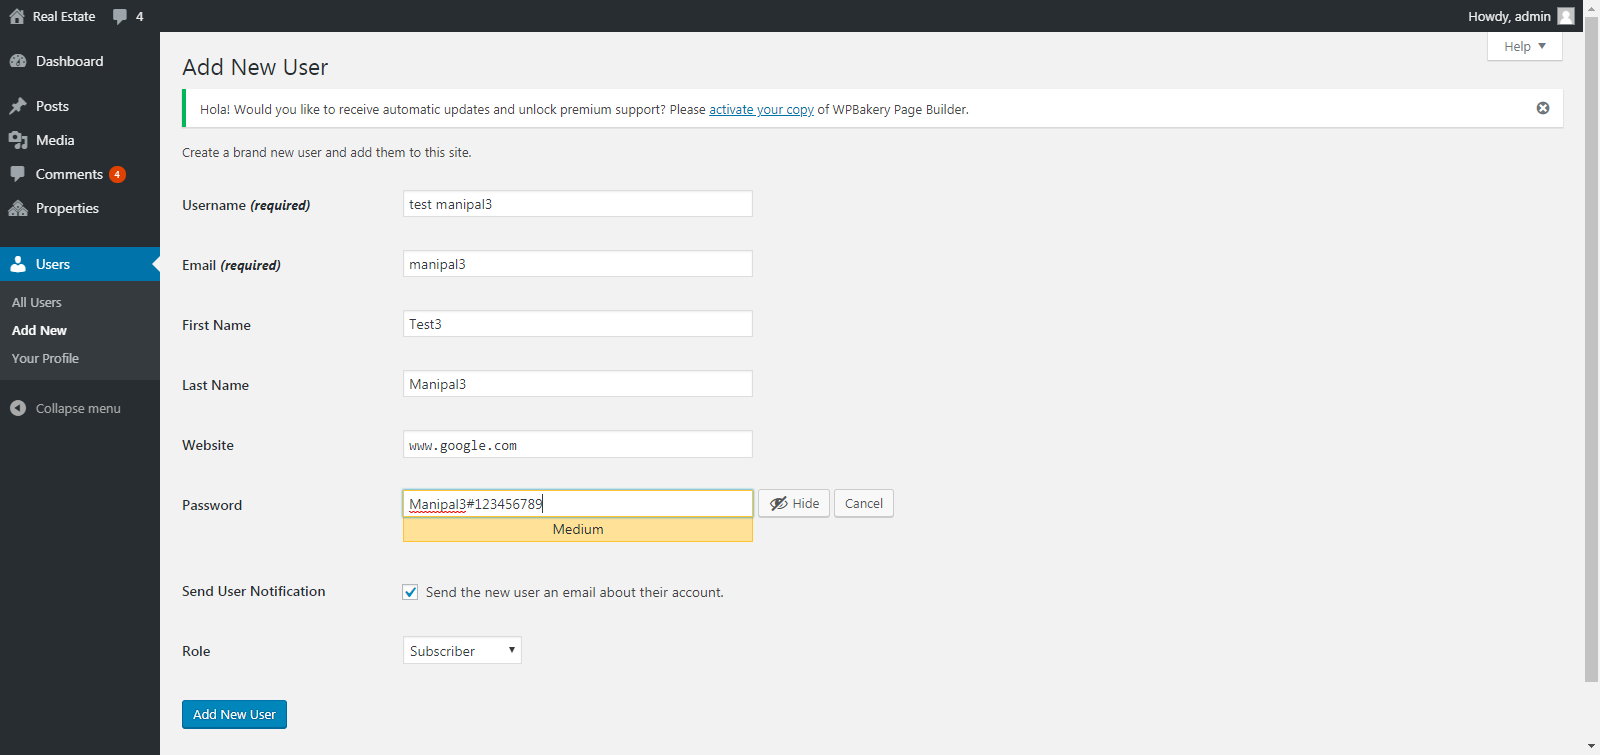 Real Estate 4 Howdy, admin
Help
Dashboard
Posts
Media
Comments 4
Properties
Users
All Users
Add New
Your Profile
Collapse menu
Add New User
Hola! Would you like to receive automatic updates and unlock premium support? Please activate your copy of WPBakery Page Builder.
Create a brand new user and add them to this site.
Username (required) test manipal3
Email (required) manipal3
First Name Test3
Last Name Manipal3
Website www.google.com
Password Manipal3#123456789 Hide Cancel
Medium
Send User Notification Send the new user an email about their account.
Role Subscriber
Add New User